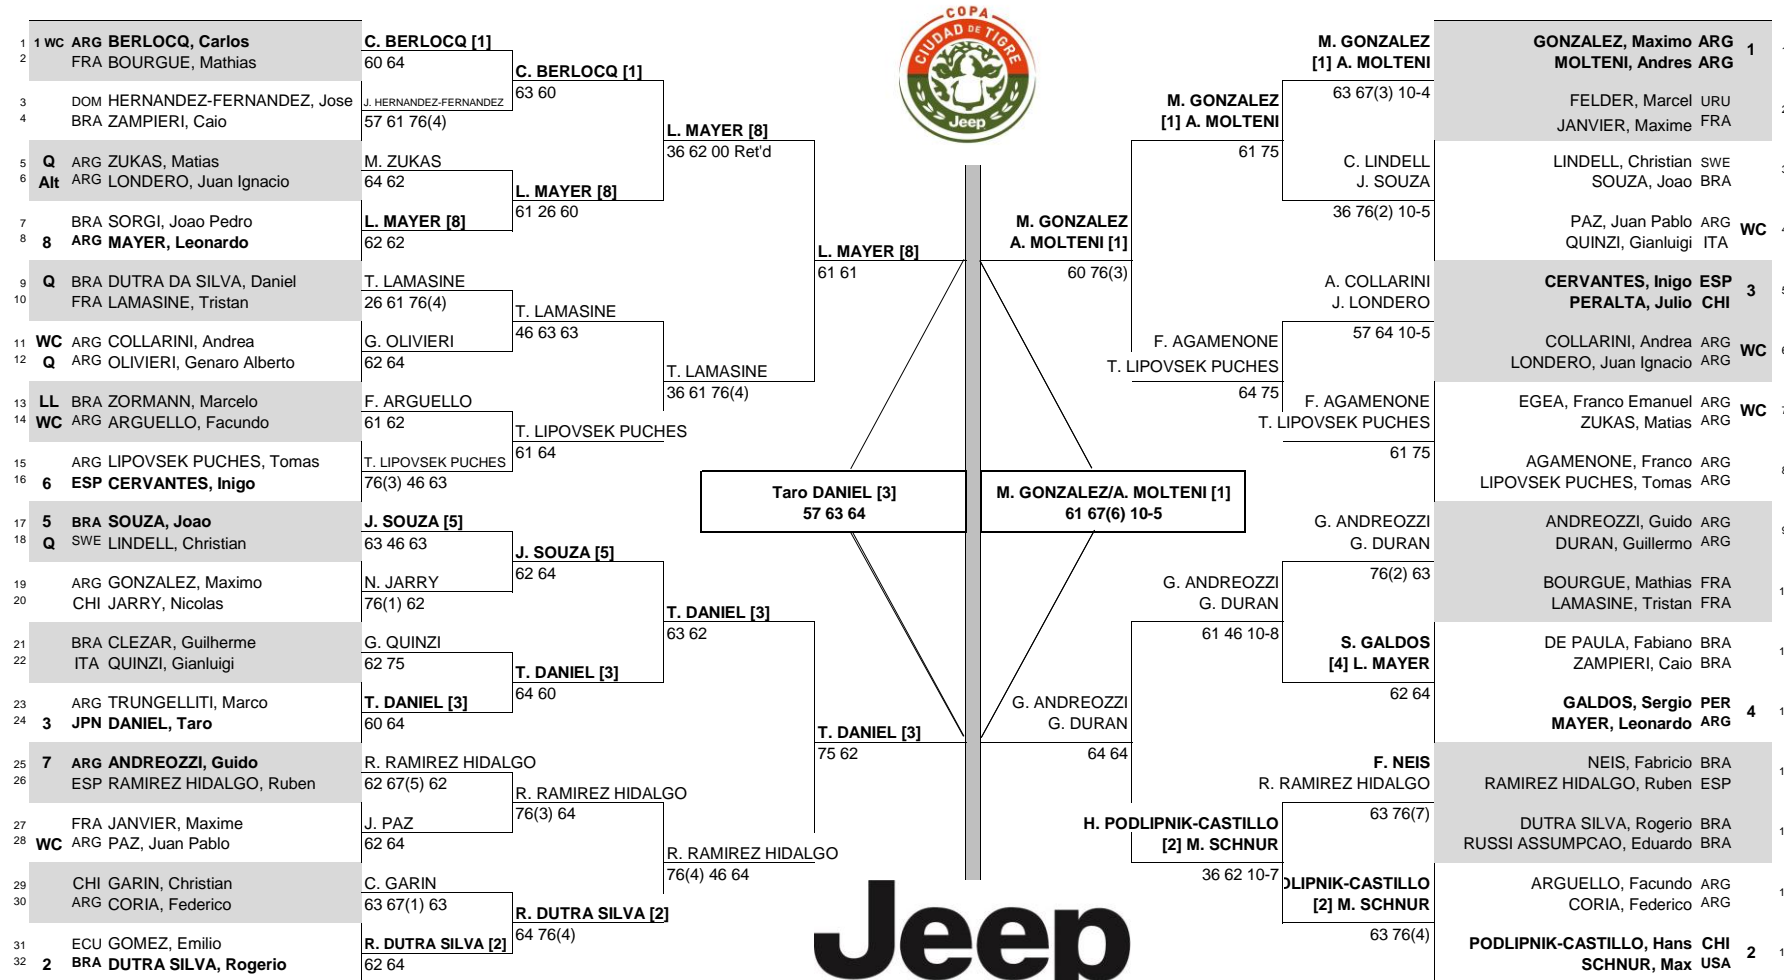 COPA
CIUDAD DE TIGRE
Jeep
1 1 WC ARG BERLOCQ, Carlos
2 FRA BOURGUE, Mathias
3 DOM HERNANDEZ-FERNANDEZ, Jose
4 BRA ZAMPIERI, Caio
5 Q ARG ZUKAS, Matias
6 Alt ARG LONDERO, Juan Ignacio
7 BRA SORGI, Joao Pedro
8 8 ARG MAYER, Leonardo
9 Q BRA DUTRA DA SILVA, Daniel
10 FRA LAMASINE, Tristan
11 WC ARG COLLARINI, Andrea
12 Q ARG OLIVIERI, Genaro Alberto
13 LL BRA ZORMANN, Marcelo
14 WC ARG ARGUELLO, Facundo
15 ARG LIPOVSEK PUCHES, Tomas
16 6 ESP CERVANTES, Inigo
17 5 BRA SOUZA, Joao
18 Q SWE LINDELL, Christian
19 ARG GONZALEZ, Maximo
20 CHI JARRY, Nicolas
21 BRA CLEZAR, Guilherme
22 ITA QUINZI, Gianluigi
23 ARG TRUNGELLITI, Marco
24 3 JPN DANIEL, Taro
25 7 ARG ANDREOZZI, Guido
26 ESP RAMIREZ HIDALGO, Ruben
27 FRA JANVIER, Maxime
28 WC ARG PAZ, Juan Pablo
29 CHI GARIN, Christian
30 ARG CORIA, Federico
31 ECU GOMEZ, Emilio
32 2 BRA DUTRA SILVA, Rogerio
C. BERLOCQ [1]
60 64
J. HERNANDEZ-FERNANDEZ
57 61 76(4)
M. ZUKAS
64 62
L. MAYER [8]
62 62
T. LAMASINE
26 61 76(4)
G. OLIVIERI
62 64
F. ARGUELLO
61 62
T. LIPOVSEK PUCHES
76(3) 46 63
J. SOUZA [5]
63 46 63
N. JARRY
76(1) 62
G. QUINZI
62 75
T. DANIEL [3]
60 64
R. RAMIREZ HIDALGO
62 67(5) 62
J. PAZ
62 64
C. GARIN
63 67(1) 63
R. DUTRA SILVA [2]
62 64
C. BERLOCQ [1]
63 60
L. MAYER [8]
61 26 60
T. LAMASINE
46 63 63
T. LIPOVSEK PUCHES
61 64
J. SOUZA [5]
62 64
T. DANIEL [3]
64 60
R. RAMIREZ HIDALGO
76(3) 64
R. DUTRA SILVA [2]
64 76(4)
L. MAYER [8]
36 62 00 Ret'd
T. LAMASINE
36 61 76(4)
T. DANIEL [3]
63 62
R. RAMIREZ HIDALGO
76(4) 46 64
L. MAYER [8]
61 61
T. DANIEL [3]
75 62
Taro DANIEL [3]
57 63 64
M. GONZALEZ/A. MOLTENI [1]
61 67(6) 10-5
M. GONZALEZ
A. MOLTENI [1]
60 76(3)
G. ANDREOZZI
G. DURAN
64 64
M. GONZALEZ
[1] A. MOLTENI
61 75
F. AGAMENONE
T. LIPOVSEK PUCHES
64 75
G. ANDREOZZI
G. DURAN
61 46 10-8
H. PODLIPNIK-CASTILLO
[2] M. SCHNUR
36 62 10-7
M. GONZALEZ
[1] A. MOLTENI
63 67(3) 10-4
C. LINDELL
J. SOUZA
36 76(2) 10-5
A. COLLARINI
J. LONDERO
57 64 10-5
F. AGAMENONE
T. LIPOVSEK PUCHES
61 75
G. ANDREOZZI
G. DURAN
76(2) 63
S. GALDOS
[4] L. MAYER
62 64
F. NEIS
R. RAMIREZ HIDALGO
63 76(7)
DLIPNIK-CASTILLO
[2] M. SCHNUR
63 76(4)
GONZALEZ, Maximo ARG 1
MOLTENI, Andres ARG
FELDER, Marcel URU
JANVIER, Maxime FRA
LINDELL, Christian SWE
SOUZA, Joao BRA
PAZ, Juan Pablo ARG WC
QUINZI, Gianluigi ITA
CERVANTES, Inigo ESP 3
PERALTA, Julio CHI
COLLARINI, Andrea ARG WC
LONDERO, Juan Ignacio ARG
EGEA, Franco Emanuel ARG WC
ZUKAS, Matias ARG
AGAMENONE, Franco ARG
LIPOVSEK PUCHES, Tomas ARG
ANDREOZZI, Guido ARG
DURAN, Guillermo ARG
BOURGUE, Mathias FRA
LAMASINE, Tristan FRA
DE PAULA, Fabiano BRA
ZAMPIERI, Caio BRA
GALDOS, Sergio PER 4
MAYER, Leonardo ARG
NEIS, Fabricio BRA
RAMIREZ HIDALGO, Ruben ESP
DUTRA SILVA, Rogerio BRA
RUSSI ASSUMPCAO, Eduardo BRA
ARGUELLO, Facundo ARG
CORIA, Federico ARG
PODLIPNIK-CASTILLO, Hans CHI 2
SCHNUR, Max USA
Jeep